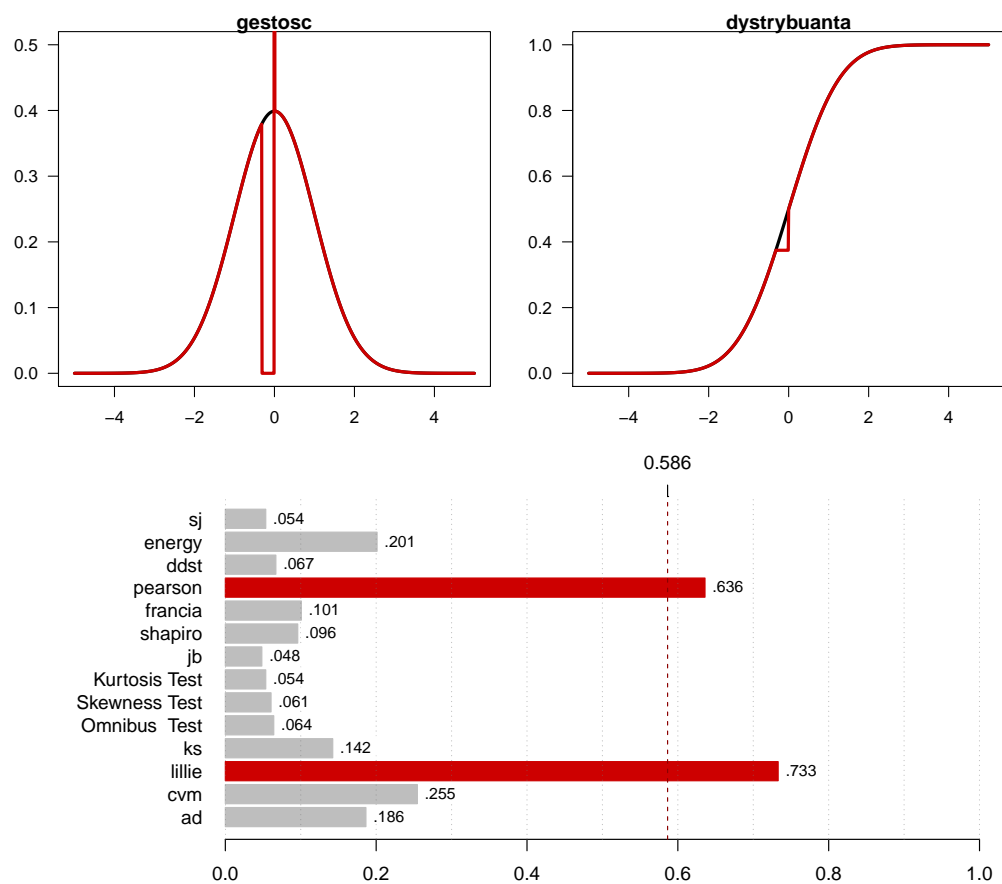 gestosc
0.5
0.4
0.3
0.2
0.1
0.0
−4 −2 0 2 4
dystrybuanta
1.0
0.8
0.6
0.4
0.2
0.0
−4 −2 0 2 4
0.586
sj .054
energy .201
ddst .067
pearson .636
francia .101
shapiro .096
jb .048
Kurtosis Test .054
Skewness Test .061
Omnibus Test .064
ks .142
lillie .733
cvm .255
ad .186
0.0 0.2 0.4 0.6 0.8 1.0